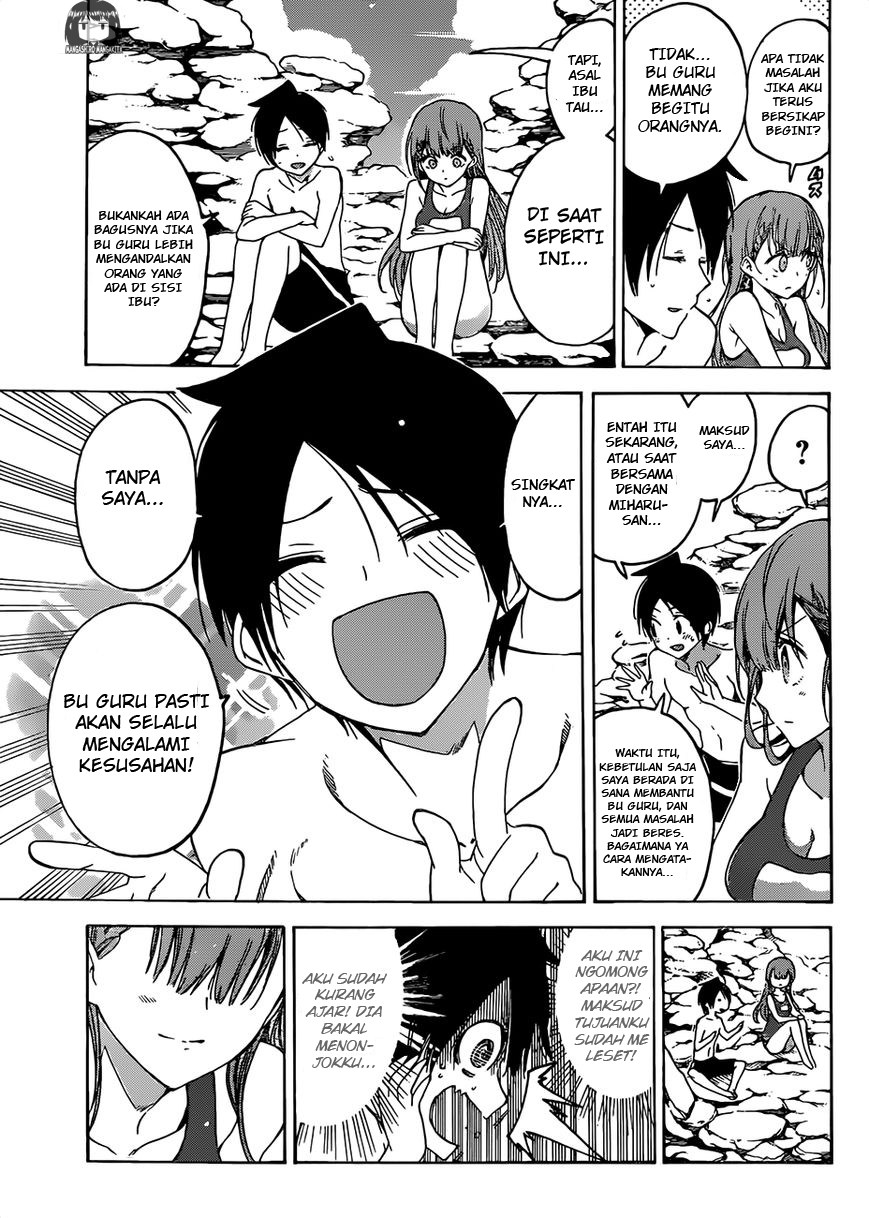 APA TIDAK
MASALAH
JIKA AKU
TERUS
BERSIKAP
BEGINI?
TIDAK...
BU GURU
MEMANG
BEGITU
ORANGNYA.
TAPI,
ASAL
IBU
TAU...
DI SAAT
SEPERTI
INI...
BUKANKAH ADA
BAGUSNYA JIKA
BU GURU LEBIH
MENGANDALKAN
ORANG YANG
ADA DI SISI
IBU?
?
MAKSUD
SAYA...
ENTAH ITU
SEKARANG,
ATAU SAAT
BERSAMA
DENGAN
MIHARU-
SAN...
WAKTU ITU,
KEBETULAN SAJA
SAYA BERADA DI
SANA MEMBANTU
BU GURU, DAN
SEMUA MASALAH
JADI BERES.
BAGAIMANA YA
CARA MENGATA-
KANNYA...
SINGKAT
NYA...
TANPA
SAYA...
BU GURU PASTI
AKAN SELALU
MENGALAMI
KESUSAHAN!
AKU INI
NGOMONG
APAAN?!
MAKSUD
TUJUANKU
SUDAH ME
LESET!
AKU SUDAH
KURANG
AJAR! DIA
BAKAL
MENON-
JOKKU...